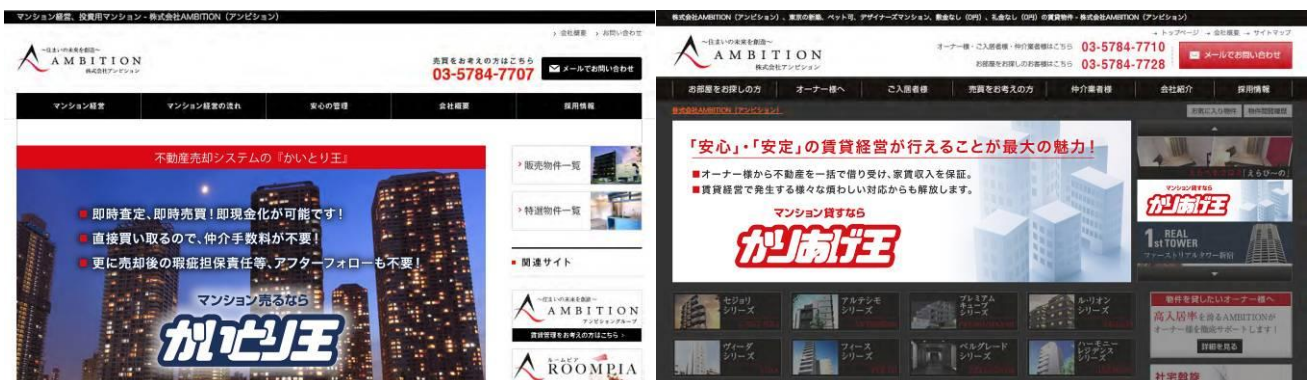 マンション経営、投資用マンション - 株式会社AMBITION（アンビション）
› 会社概要 › お問い合わせ
～住まいの未来を創造～
AMBITION
株式会社アンビション
売買をお考えの方はこちら
03-5784-7707
メールでお問い合わせ
マンション経営 マンション経営の流れ 安心の管理 会社概要 採用情報
不動産売却システムの『かいとり王』
■ 即時査定、即時売買！即現金化が可能です！
■ 直接買い取るので、仲介手数料が不要！
■ 更に売却後の瑕疵担保責任等、アフターフォローも不要！
マンション売るなら
かいとり王
› 販売物件一覧
› 特選物件一覧
関連サイト
～住まいの未来を創造～
AMBITION
アンビショングループ
賃貸管理をお考えの方はこちら ›
ルームピア
ROOMPIA
株式会社AMBITION（アンビション）、東京の新築、ペット可、デザイナーズマンション、敷金なし（0円）、礼金なし（0円）の賃貸物件 - 株式会社AMBITION（アンビション）
→ トップページ → 会社概要 → サイトマップ
～住まいの未来を創造～
AMBITION
株式会社アンビション
オーナー様・ご入居者様・仲介業者様はこちら 03-5784-7710
お部屋をお探しのお客様はこちら 03-5784-7728
メールでお問い合わせ
お部屋をお探しの方 オーナー様へ ご入居者様 売買をお考えの方 仲介業者様 会社紹介 採用情報
株式会社AMBITION（アンビション）
お気に入り物件 物件閲覧履歴
「安心」・「安定」の賃貸経営が行えることが最大の魅力！
■オーナー様から不動産を一括で借り受け、家賃収入を保証。
■賃貸経営で発生する様々な煩わしい対応からも解放します。
マンション貸すなら
かりあげ王
「えらびーの」
マンション貸すなら
かりあげ王
1st REAL TOWER
ファーストリアルタワー新宿
セジョリ
シリーズ
アルテシモ
シリーズ
プレミアム
キューブ
シリーズ
ル・リオン
シリーズ
ヴィーダ
シリーズ
フィース
シリーズ
ベルグレード
シリーズ
ハーモニー
レジデンス
シリーズ
物件を貸したいオーナー様へ
高入居率を誇るAMBITIONが
オーナー様を徹底サポートします！
詳細を見る